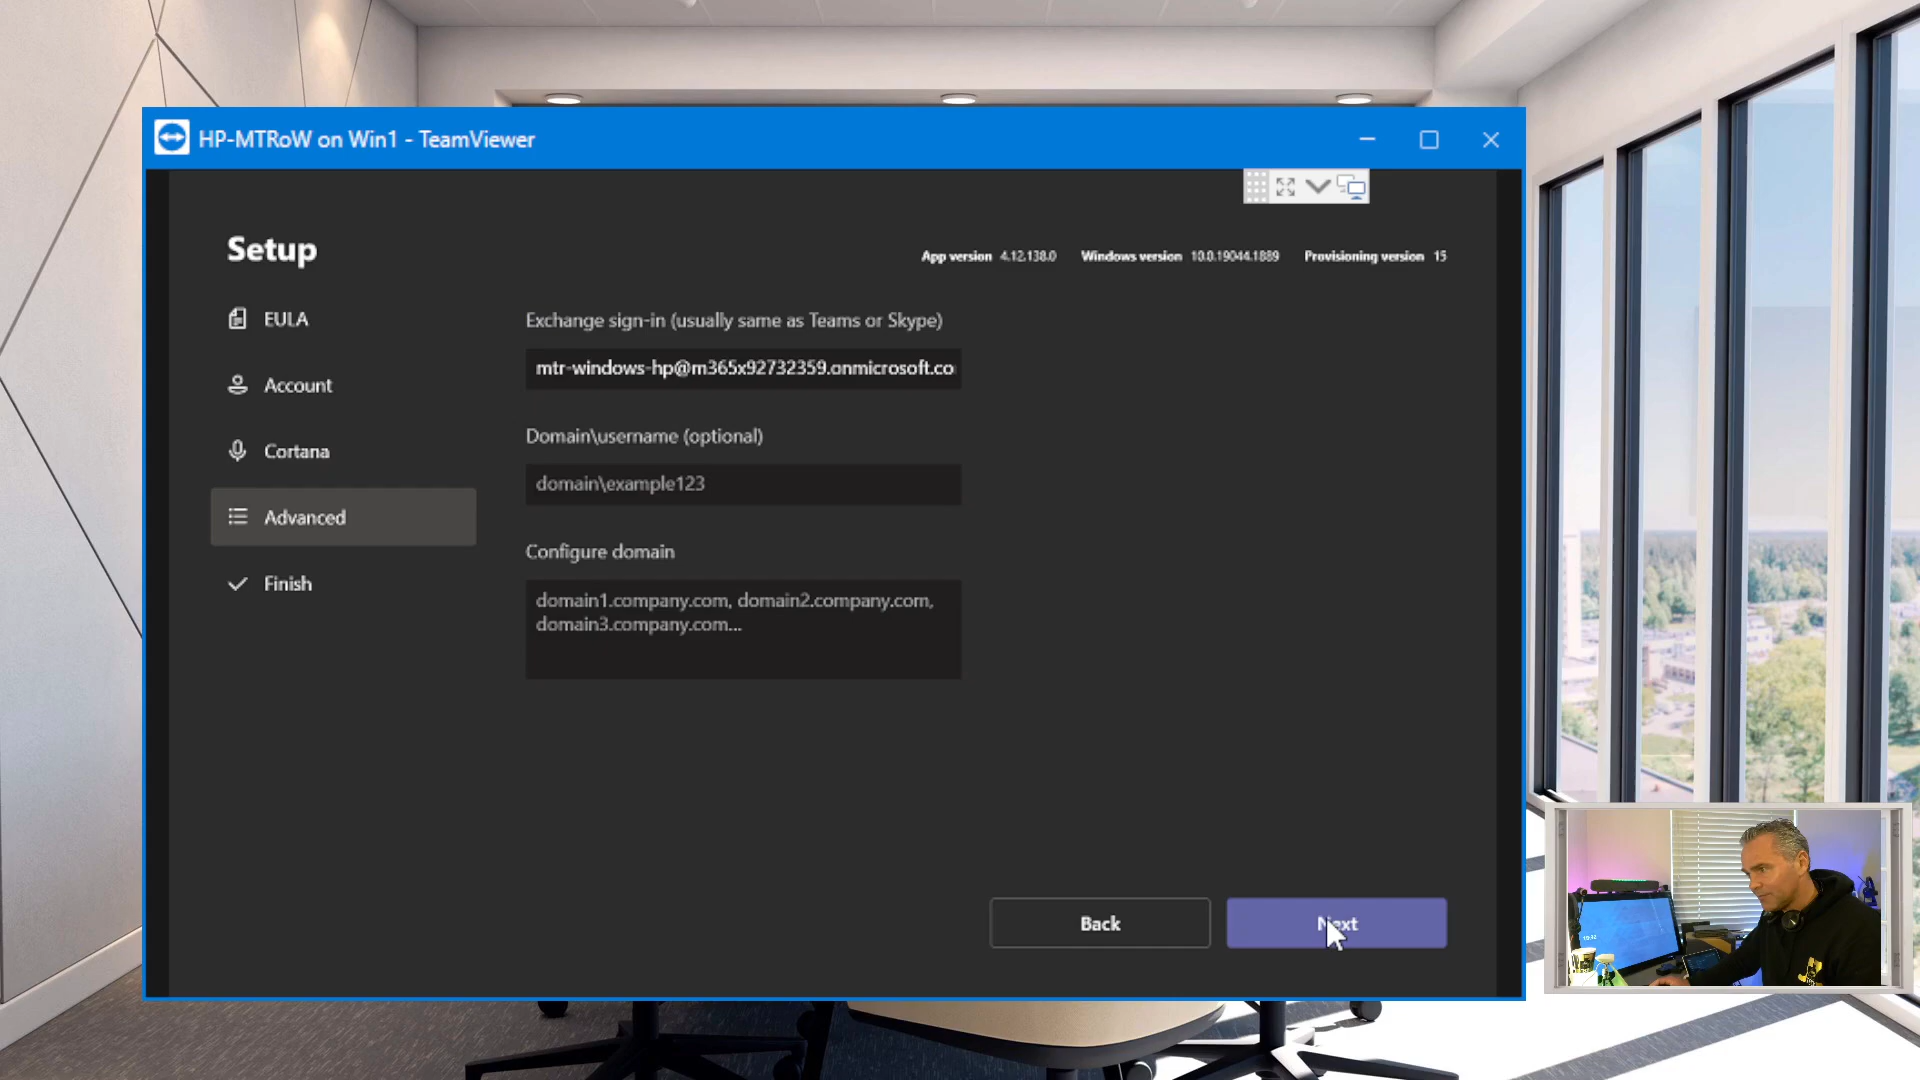 HP-MTRoW on Win1 - TeamViewer
Setup
App version 4.12.138.0 Windows version 10.0.19044.1889 Provisioning version 15
EULA
Account
Cortana
Advanced
Finish
Exchange sign-in (usually same as Teams or Skype)
mtr-windows-hp@m365x92732359.onmicrosoft.co
Domain\username (optional)
domain\example123
Configure domain
domain1.company.com, domain2.company.com,
domain3.company.com...
Back
Next